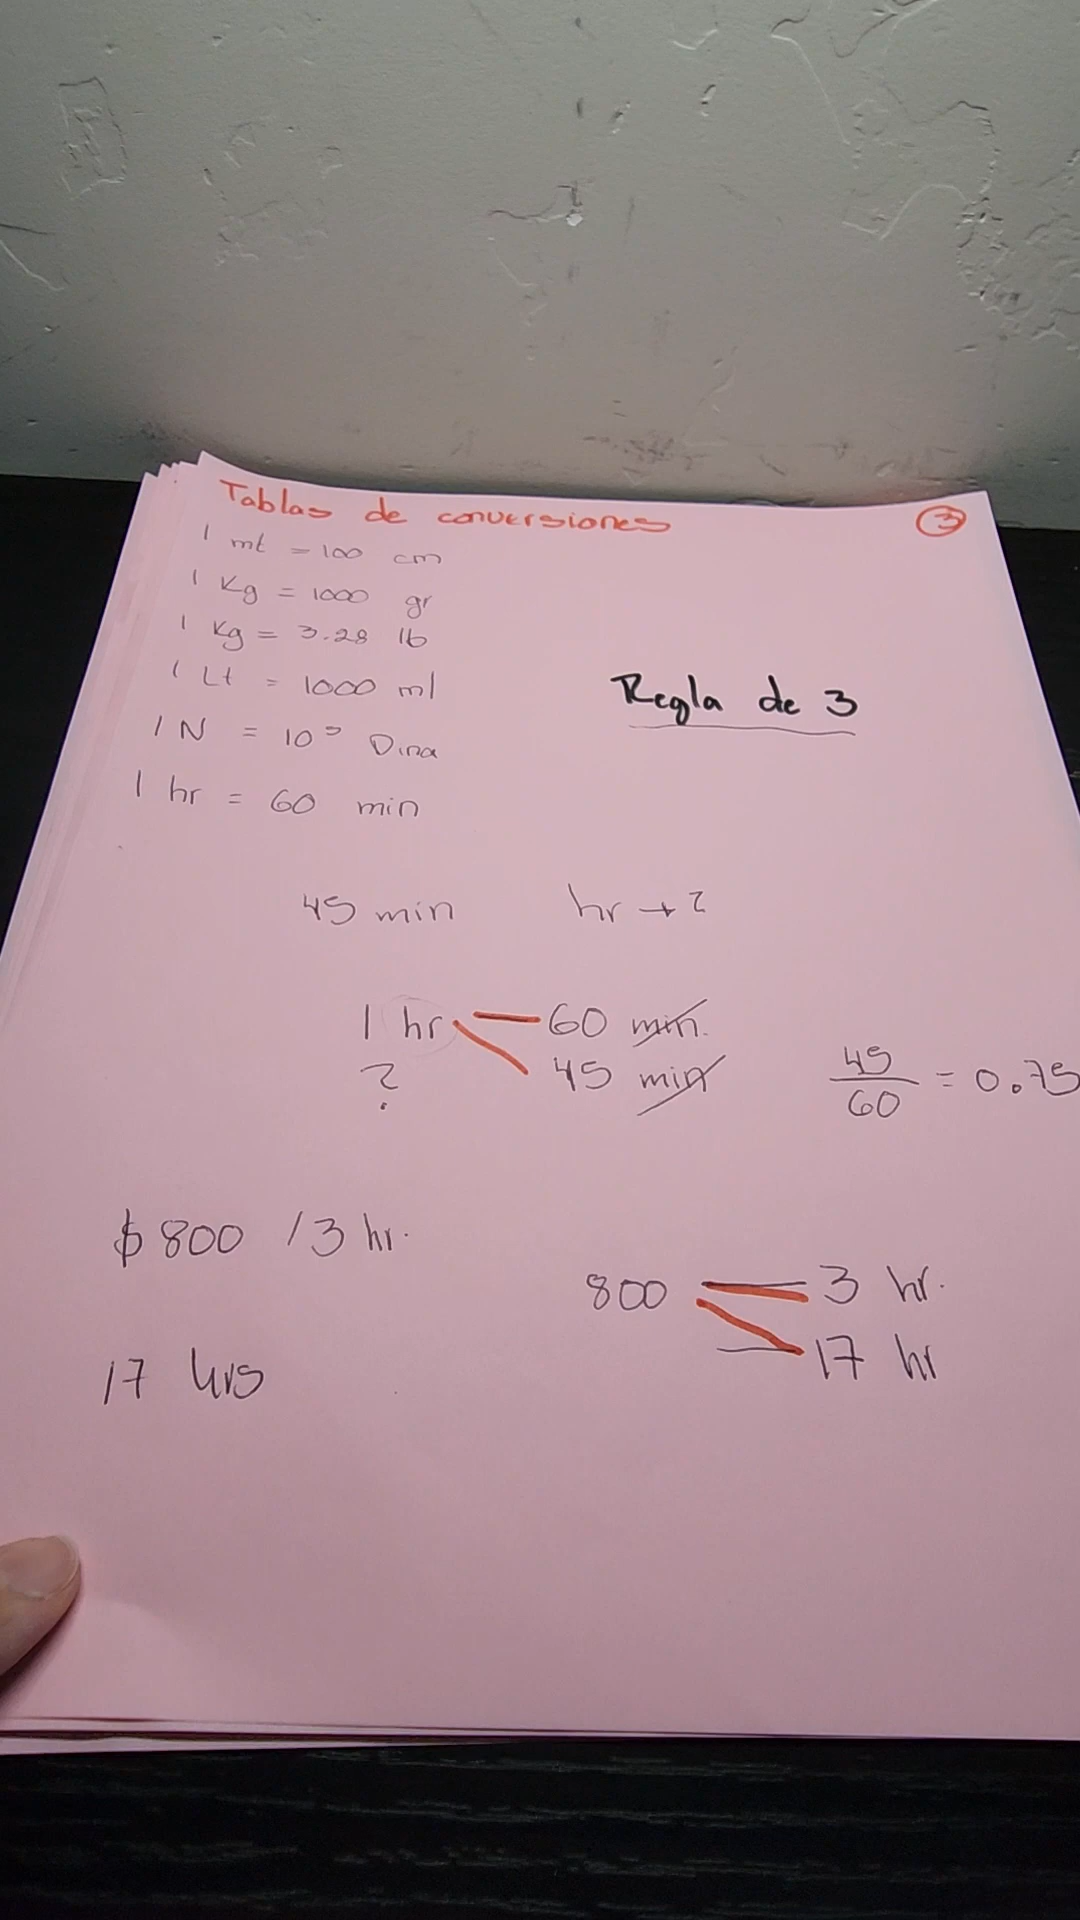 Tablas de conversiones
3
1 mt = 100 cm
1 Kg = 1000 gr
1 Kg = 3.28 lb
1 Lt = 1000 ml
Regla de 3
1 N = 10⁵ Dina
1 hr = 60 min
45 min hr → ?
1 hr 60 min.
? 45 min
45/60 = 0.75
$ 800 / 3 hr.
800 3 hr.
17 hr
17 hrs